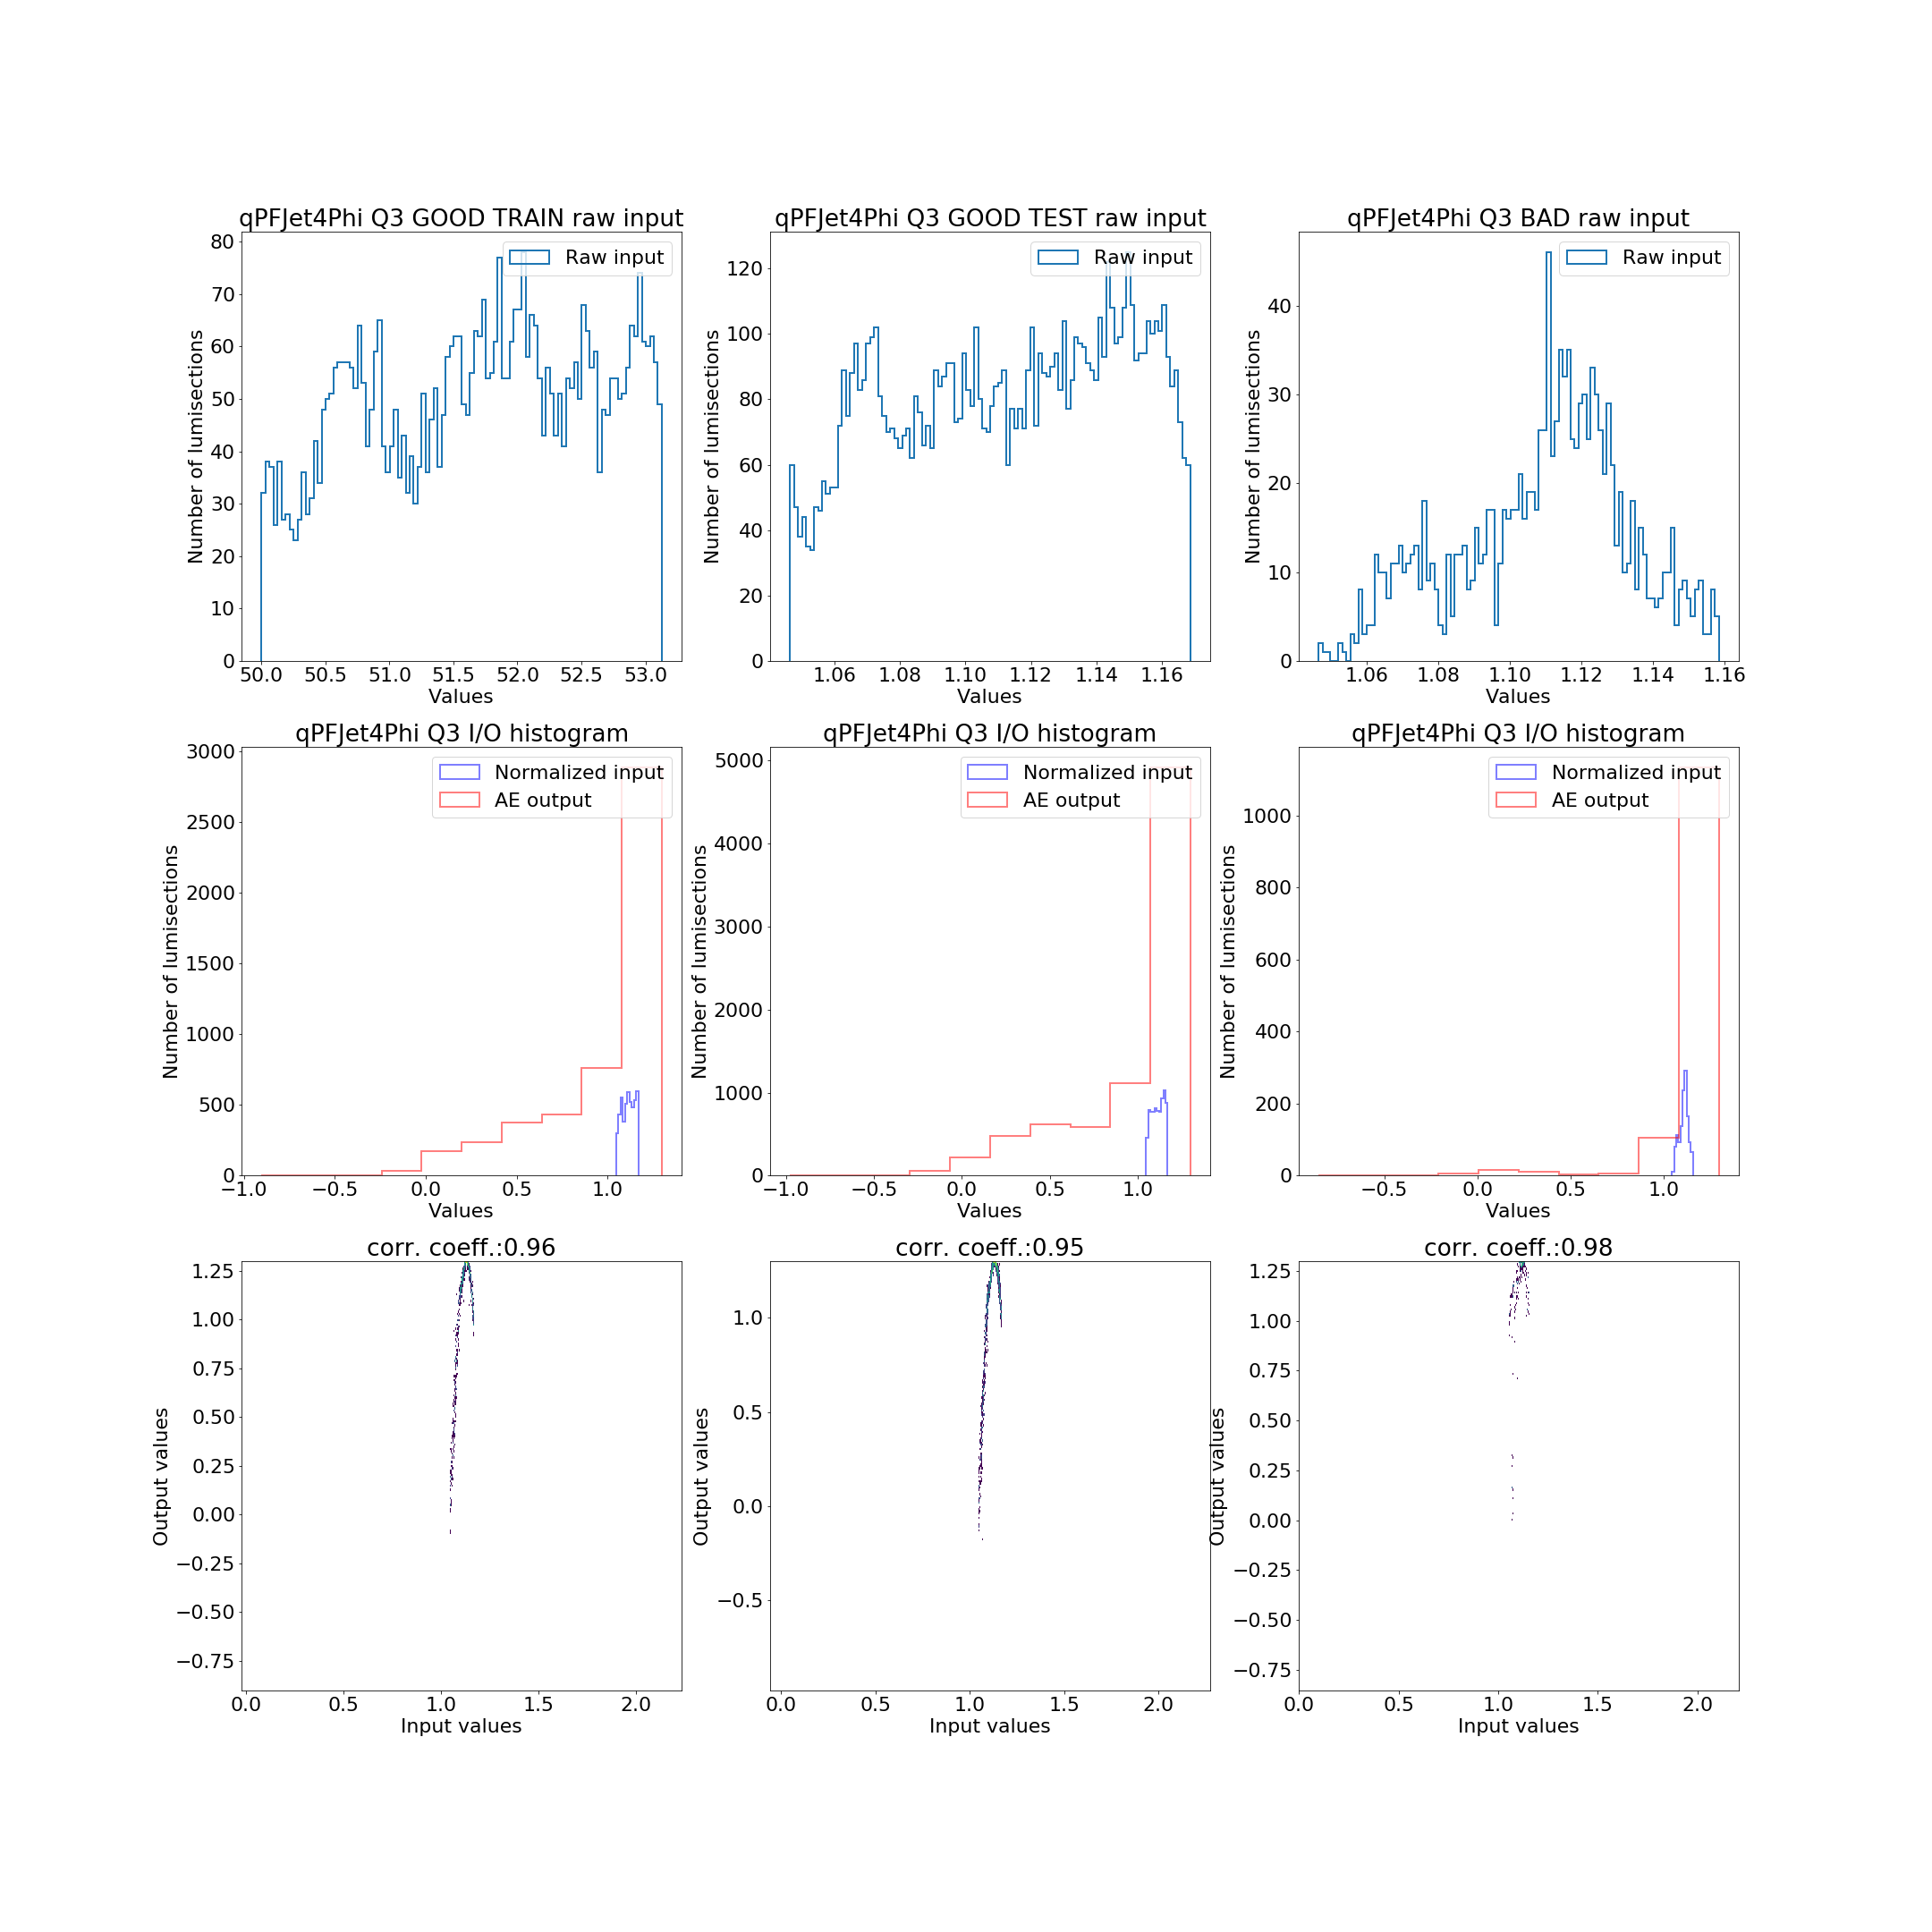 qPFJet4Phi Q3 GOOD TRAIN raw input
Raw input
Number of lumisections
80
70
60
50
40
30
20
10
0
50.0 50.5 51.0 51.5 52.0 52.5 53.0
Values
qPFJet4Phi Q3 GOOD TEST raw input
Raw input
Number of lumisections
120
100
80
60
40
20
0
1.06 1.08 1.10 1.12 1.14 1.16
Values
qPFJet4Phi Q3 BAD raw input
Raw input
Number of lumisections
40
30
20
10
0
1.06 1.08 1.10 1.12 1.14 1.16
Values
qPFJet4Phi Q3 I/O histogram
Normalized input
AE output
Number of lumisections
3000
2500
2000
1500
1000
500
0
−1.0 −0.5 0.0 0.5 1.0
Values
qPFJet4Phi Q3 I/O histogram
Normalized input
AE output
Number of lumisections
5000
4000
3000
2000
1000
0
−1.0 −0.5 0.0 0.5 1.0
Values
qPFJet4Phi Q3 I/O histogram
Normalized input
AE output
Number of lumisections
1000
800
600
400
200
0
−0.5 0.0 0.5 1.0
Values
corr. coeff.:0.96
Output values
1.25
1.00
0.75
0.50
0.25
0.00
−0.25
−0.50
−0.75
0.0 0.5 1.0 1.5 2.0
Input values
corr. coeff.:0.95
Output values
1.0
0.5
0.0
−0.5
0.0 0.5 1.0 1.5 2.0
Input values
corr. coeff.:0.98
Output values
1.25
1.00
0.75
0.50
0.25
0.00
−0.25
−0.50
−0.75
0.0 0.5 1.0 1.5 2.0
Input values